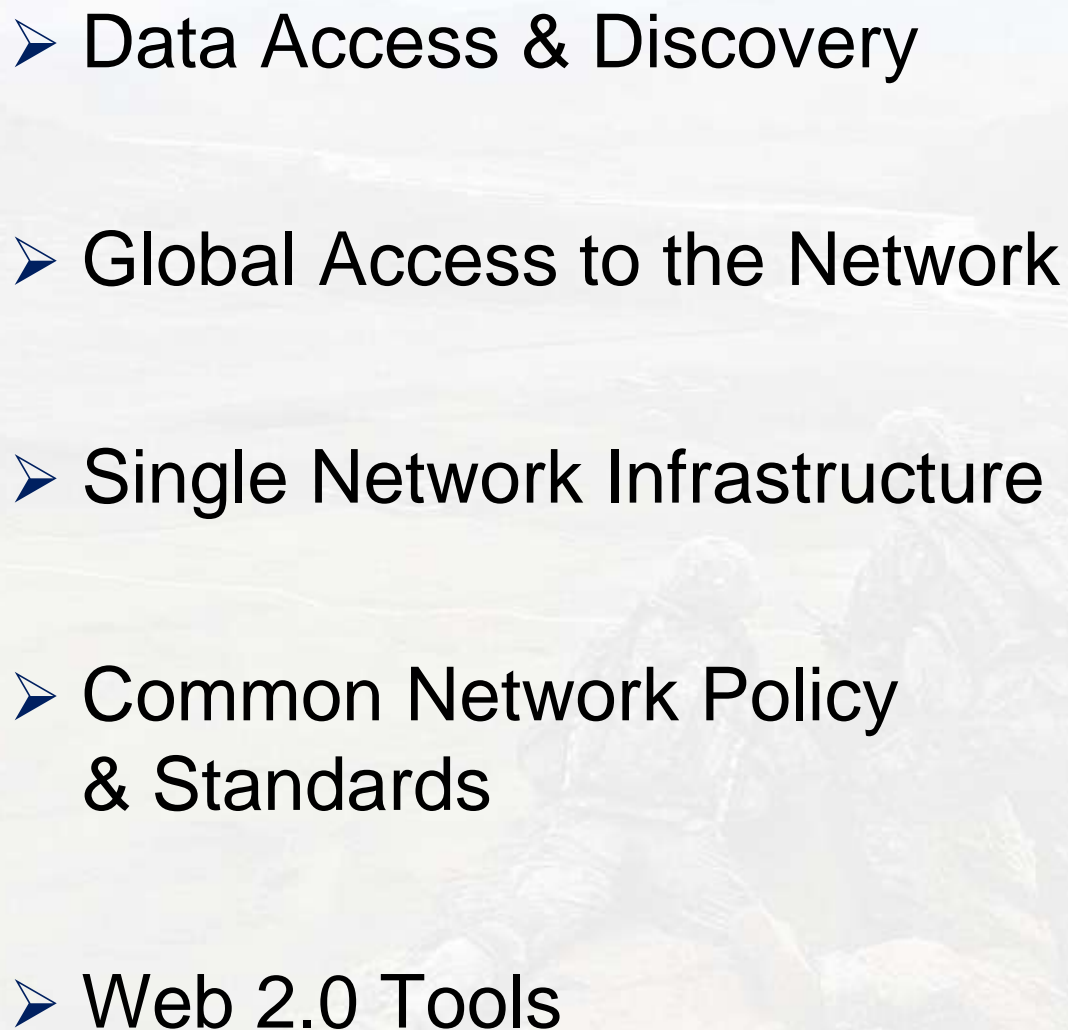 ➢ Data Access & Discovery
➢ Global Access to the Network
➢ Single Network Infrastructure
➢ Common Network Policy
& Standards
➢ Web 2.0 Tools